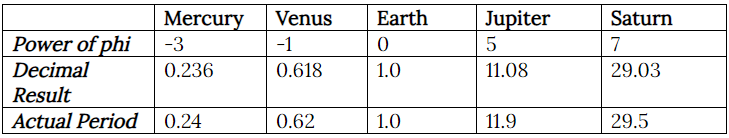 Mercury Venus Earth Jupiter Saturn
Power of phi -3 -1 0 5 7
Decimal 0.236 0.618 1.0 11.08 29.03
Result
Actual Period 0.24 0.62 1.0 11.9 29.5